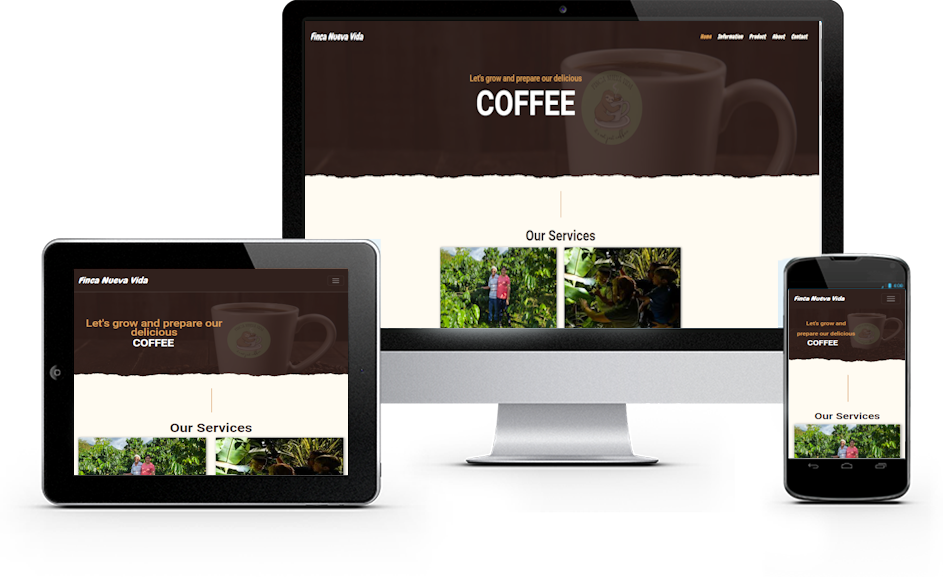 Finca Nueva Vida
Home Information Product About Contact
Let's grow and prepare our delicious
COFFEE
Our Services
Finca Nueva Vida
Let's grow and prepare our
delicious
COFFEE
Our Services
Finca Nueva Vida
Let's grow and
prepare our delicious
COFFEE
Our Services